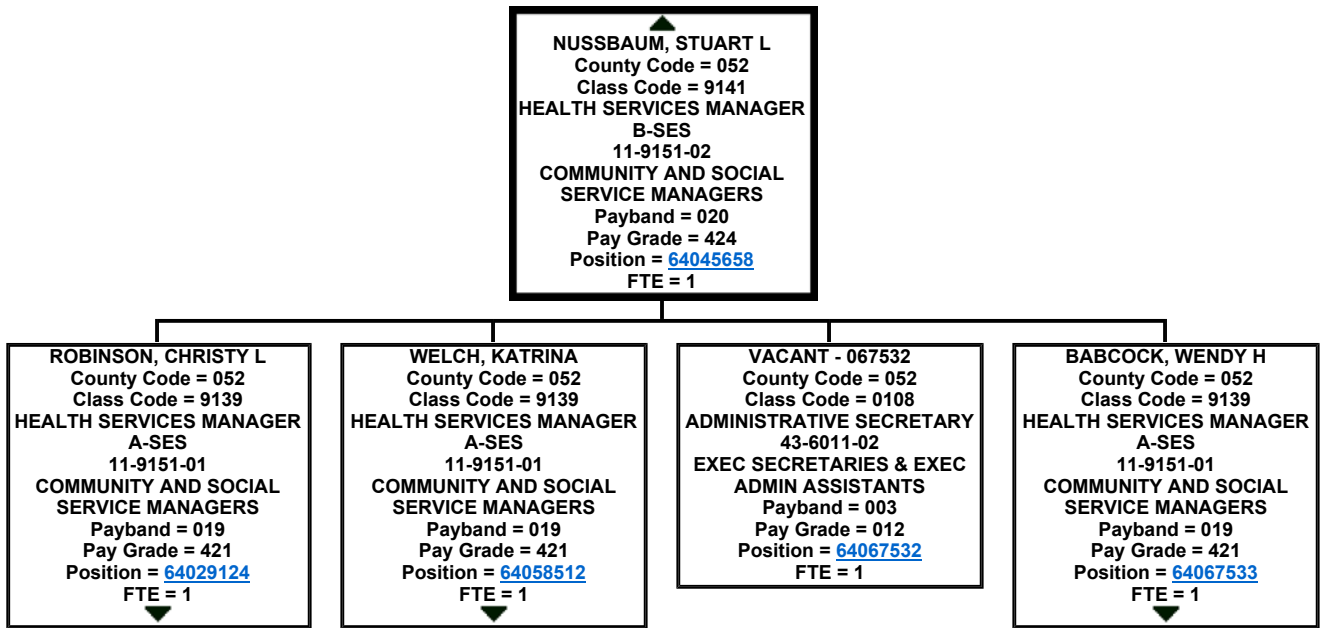 NUSSBAUM, STUART L
County Code = 052
Class Code = 9141
HEALTH SERVICES MANAGER
B-SES
11-9151-02
COMMUNITY AND SOCIAL
SERVICE MANAGERS
Payband = 020
Pay Grade = 424
Position = 64045658
FTE = 1
ROBINSON, CHRISTY L
County Code = 052
Class Code = 9139
HEALTH SERVICES MANAGER
A-SES
11-9151-01
COMMUNITY AND SOCIAL
SERVICE MANAGERS
Payband = 019
Pay Grade = 421
Position = 64029124
FTE = 1
WELCH, KATRINA
County Code = 052
Class Code = 9139
HEALTH SERVICES MANAGER
A-SES
11-9151-01
COMMUNITY AND SOCIAL
SERVICE MANAGERS
Payband = 019
Pay Grade = 421
Position = 64058512
FTE = 1
VACANT - 067532
County Code = 052
Class Code = 0108
ADMINISTRATIVE SECRETARY
43-6011-02
EXEC SECRETARIES & EXEC
ADMIN ASSISTANTS
Payband = 003
Pay Grade = 012
Position = 64067532
FTE = 1
BABCOCK, WENDY H
County Code = 052
Class Code = 9139
HEALTH SERVICES MANAGER
A-SES
11-9151-01
COMMUNITY AND SOCIAL
SERVICE MANAGERS
Payband = 019
Pay Grade = 421
Position = 64067533
FTE = 1